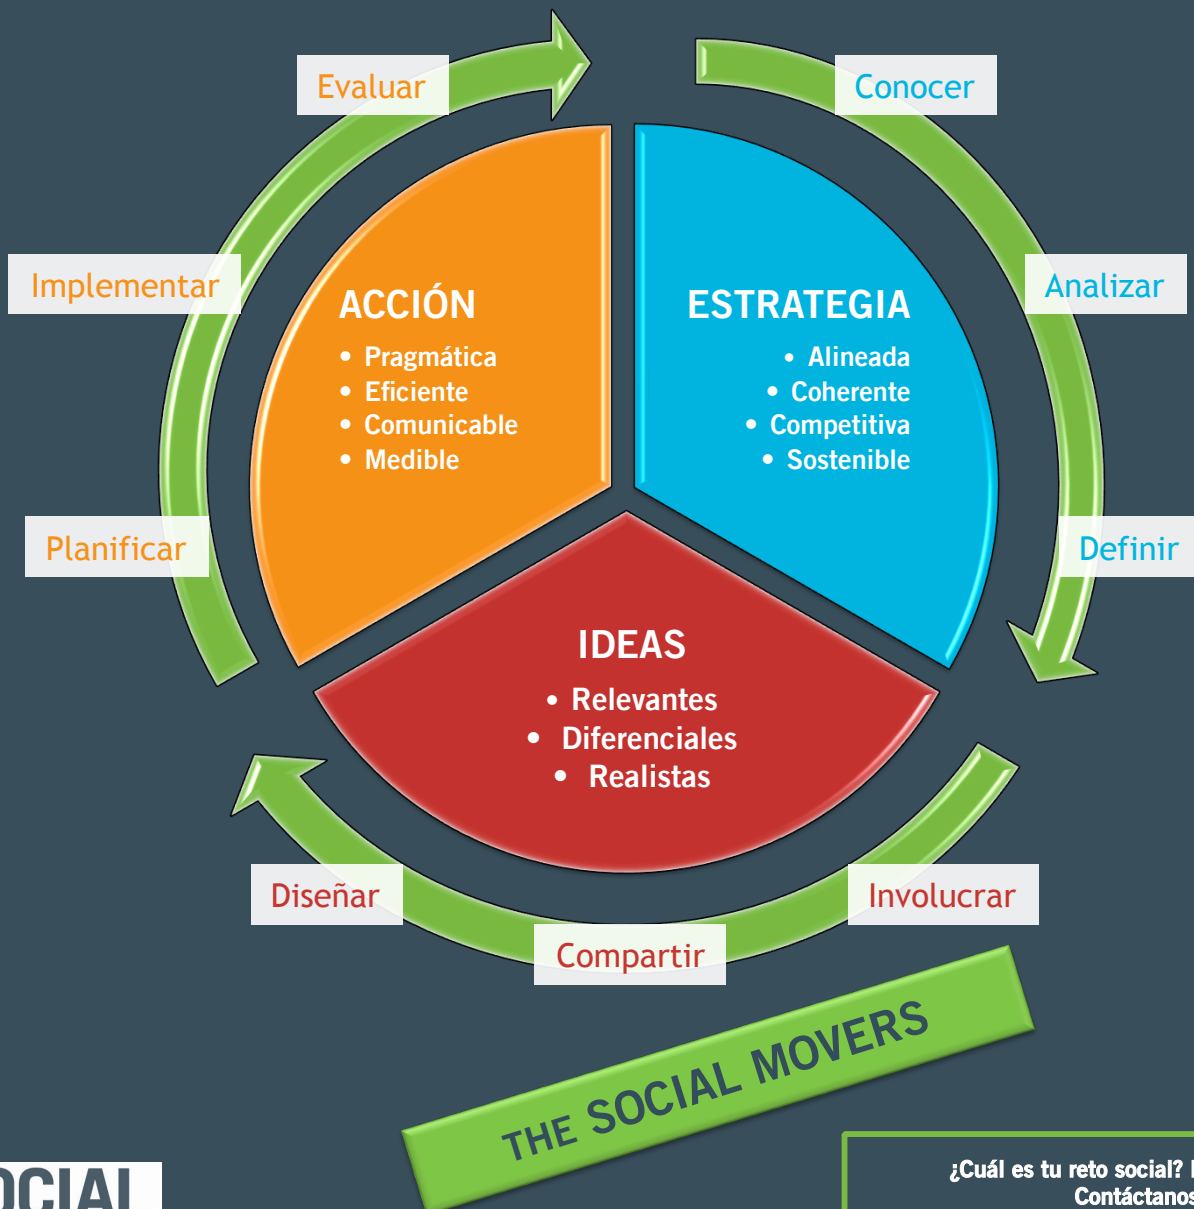 Evaluar
Conocer
Implementar
Analizar
ACCIÓN
• Pragmática
• Eficiente
• Comunicable
• Medible
ESTRATEGIA
• Alineada
• Coherente
• Competitiva
• Sostenible
Planificar
Definir
IDEAS
• Relevantes
• Diferenciales
• Realistas
Diseñar
Involucrar
Compartir
THE SOCIAL MOVERS
¿Cuál es tu reto social?
Contáctanos